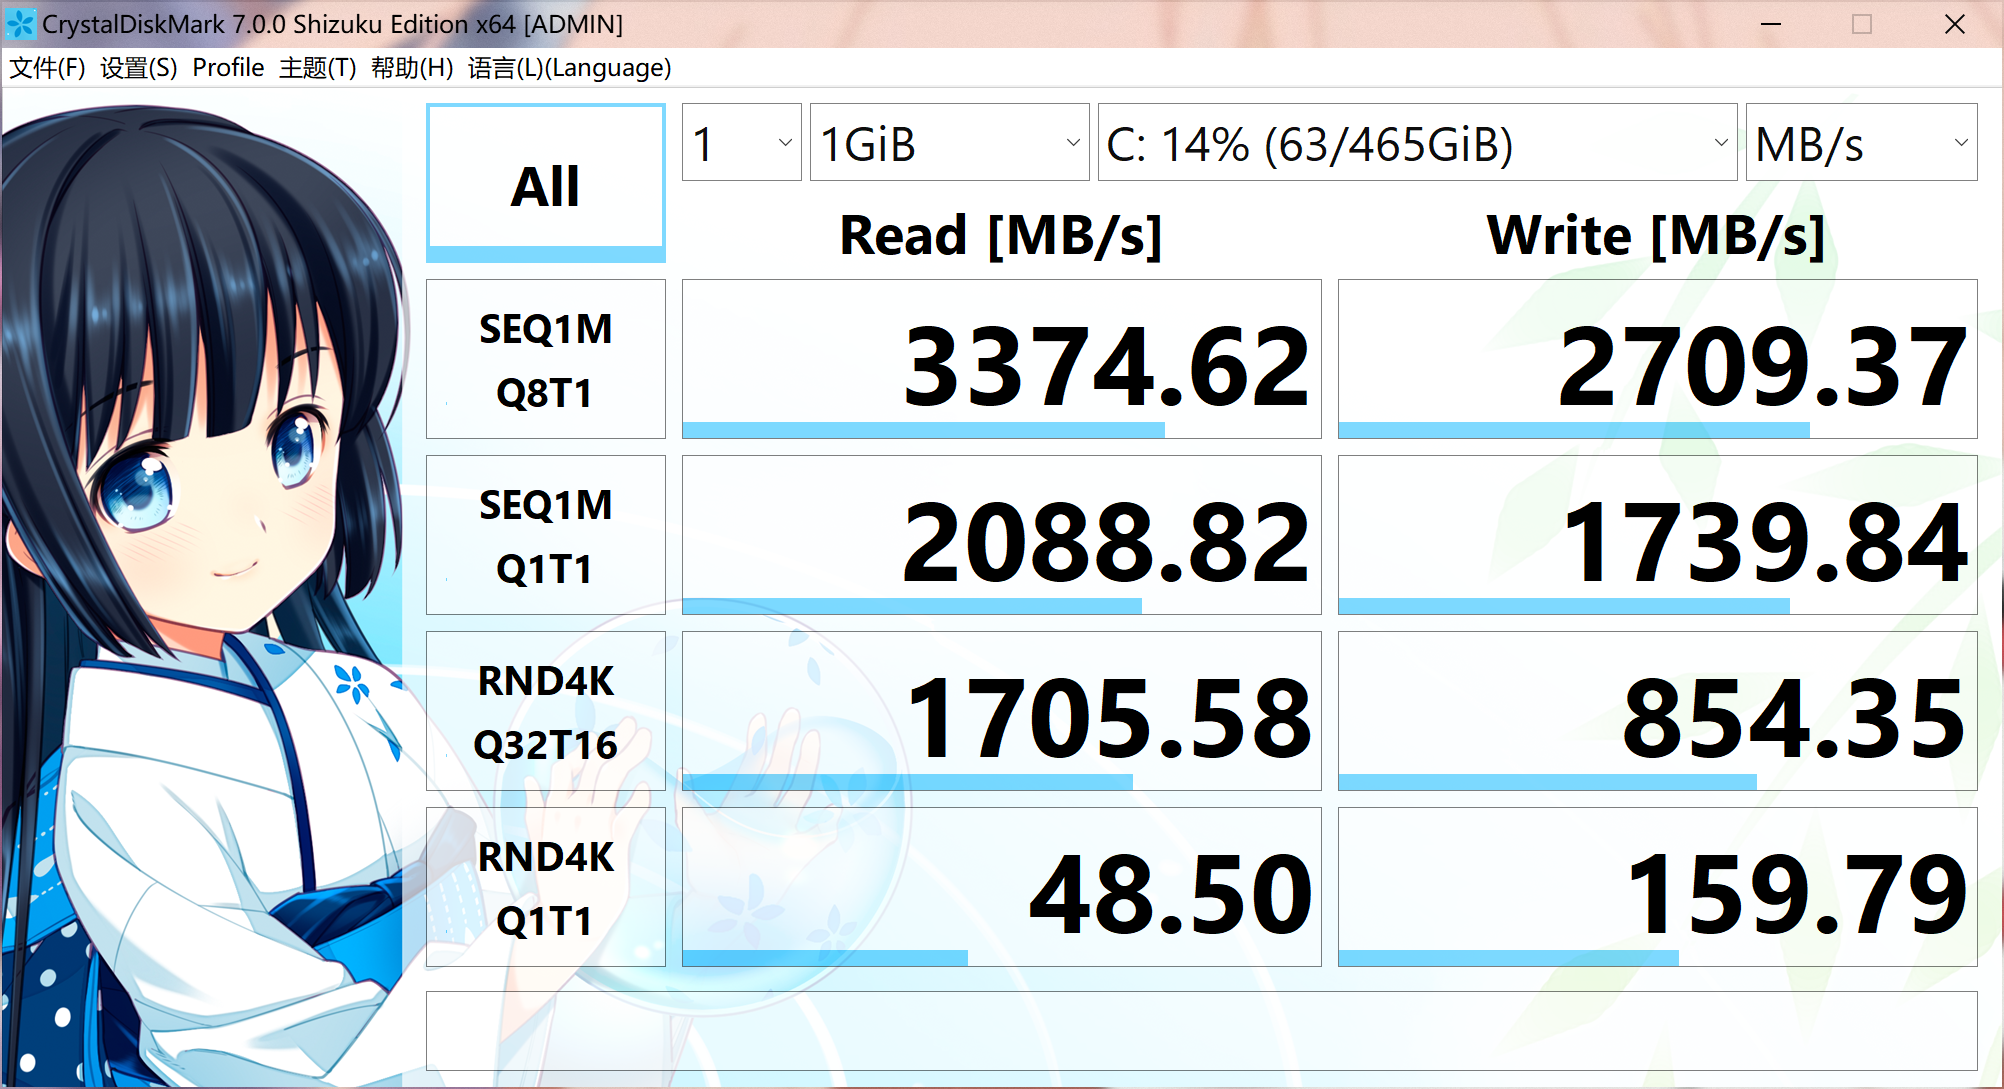 CrystalDiskMark 7.0.0 Shizuku Edition x64 [ADMIN]
文件(F) 设置(S) Profile 主题(T) 帮助(H) 语言(L)(Language)
All
1
1GiB
C: 14% (63/465GiB)
MB/s
Read [MB/s]
Write [MB/s]
SEQ1M
Q8T1
3374.62
2709.37
SEQ1M
Q1T1
2088.82
1739.84
RND4K
Q32T16
1705.58
854.35
RND4K
Q1T1
48.50
159.79